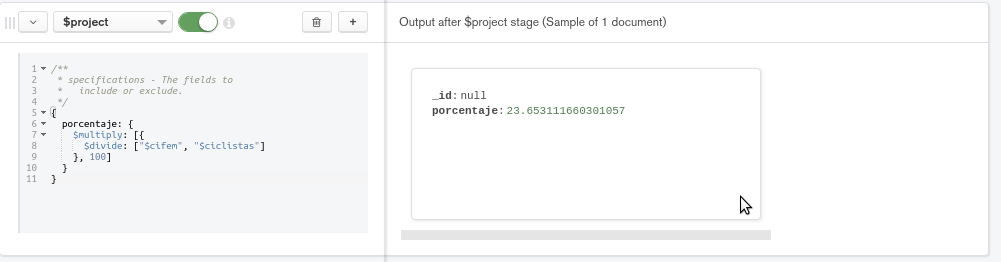 $project
+
Output after $project stage (Sample of 1 document)
1 /**
2  * specifications - The fields to
3  *   include or exclude.
4  */
5 {
6   porcentaje: {
7     $multiply: [{
8       $divide: ["$cifem", "$ciclistas"]
9     }, 100]
10   }
11 }
_id: null
porcentaje: 23.653111660301057